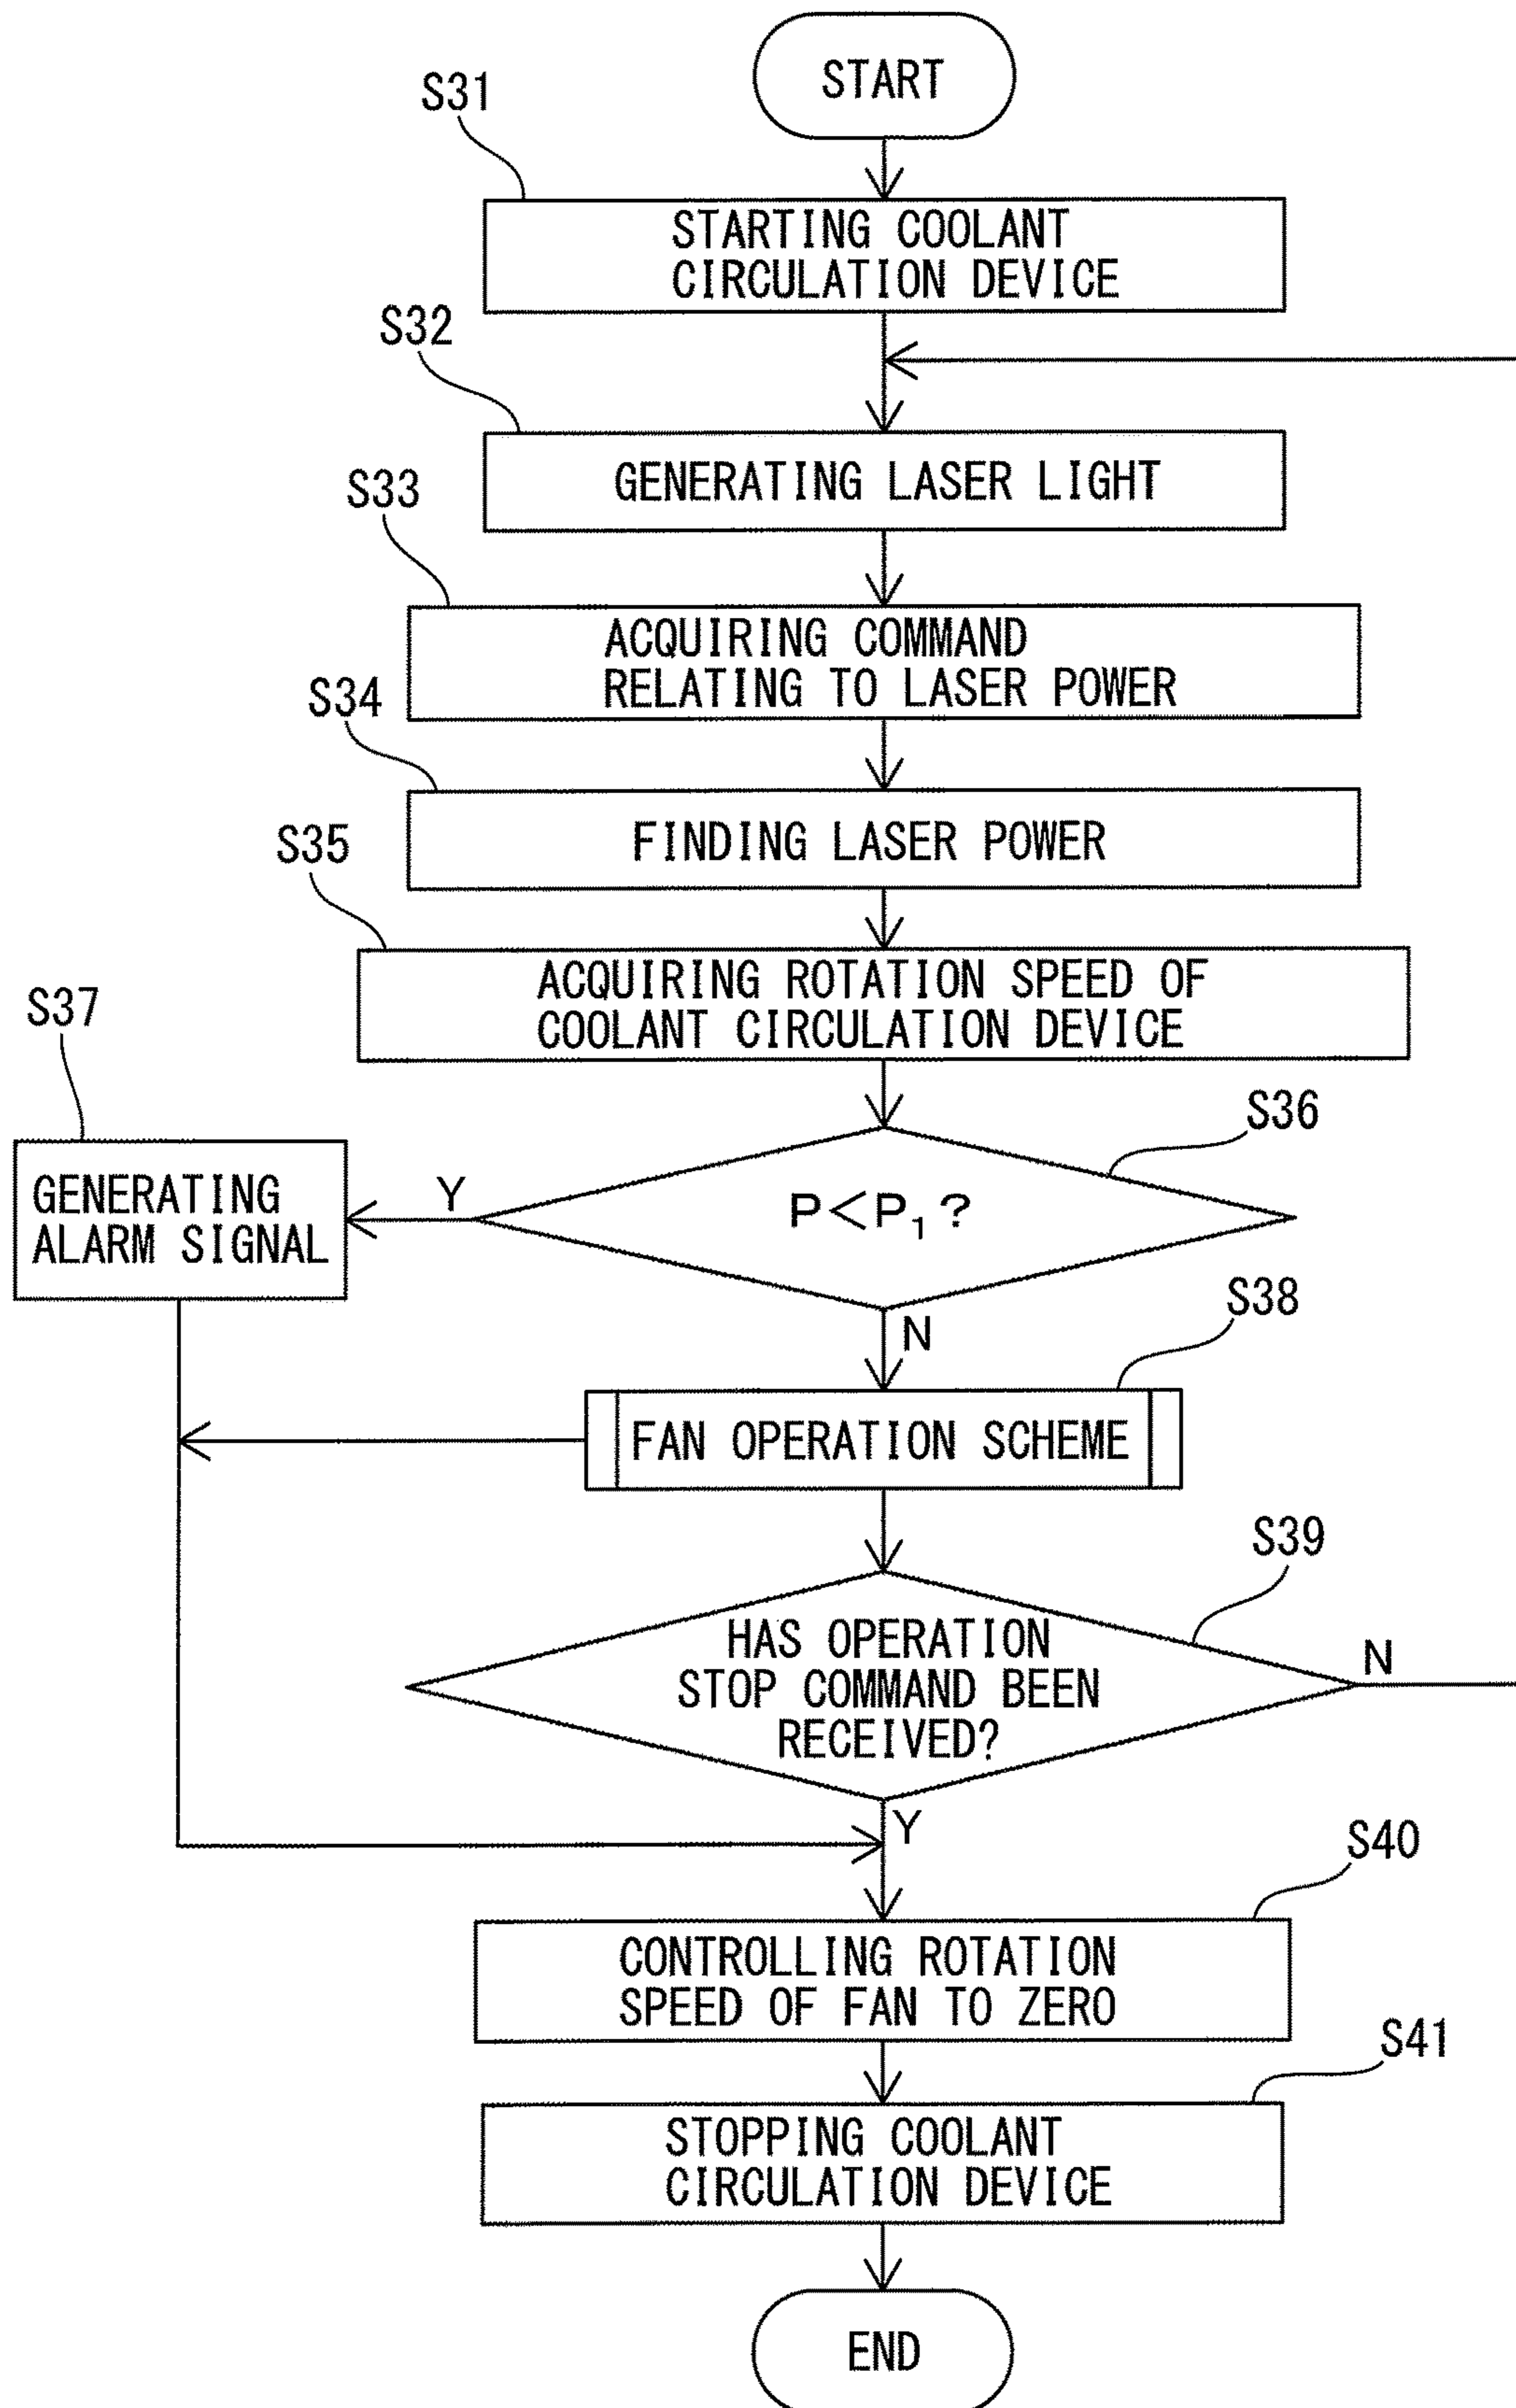 START
S31
STARTING COOLANT
CIRCULATION DEVICE
S32
GENERATING LASER LIGHT
S33
ACQUIRING COMMAND
RELATING TO LASER POWER
S34
FINDING LASER POWER
S35
ACQUIRING ROTATION SPEED OF
COOLANT CIRCULATION DEVICE
S36
P<P₁?
Y
S37
GENERATING
ALARM SIGNAL
N
S38
FAN OPERATION SCHEME
S39
HAS OPERATION
STOP COMMAND BEEN
RECEIVED?
N
Y
S40
CONTROLLING ROTATION
SPEED OF FAN TO ZERO
S41
STOPPING COOLANT
CIRCULATION DEVICE
END